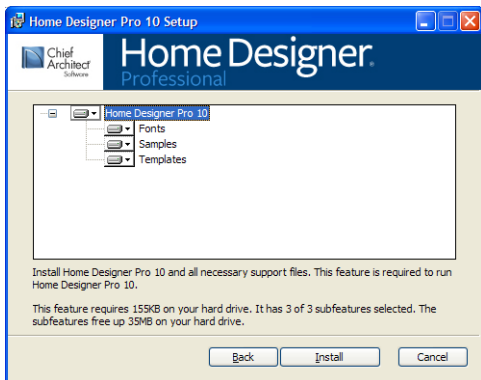 Home Designer Pro 10 Setup
Chief
Architect
Software
Home Designer.
Professional
Home Designer Pro 10
Fonts
Samples
Templates
Install Home Designer Pro 10 and all necessary support files. This feature is required to run
Home Designer Pro 10.
This feature requires 155KB on your hard drive. It has 3 of 3 subfeatures selected. The
subfeatures free up 35MB on your hard drive.
Back Install Cancel